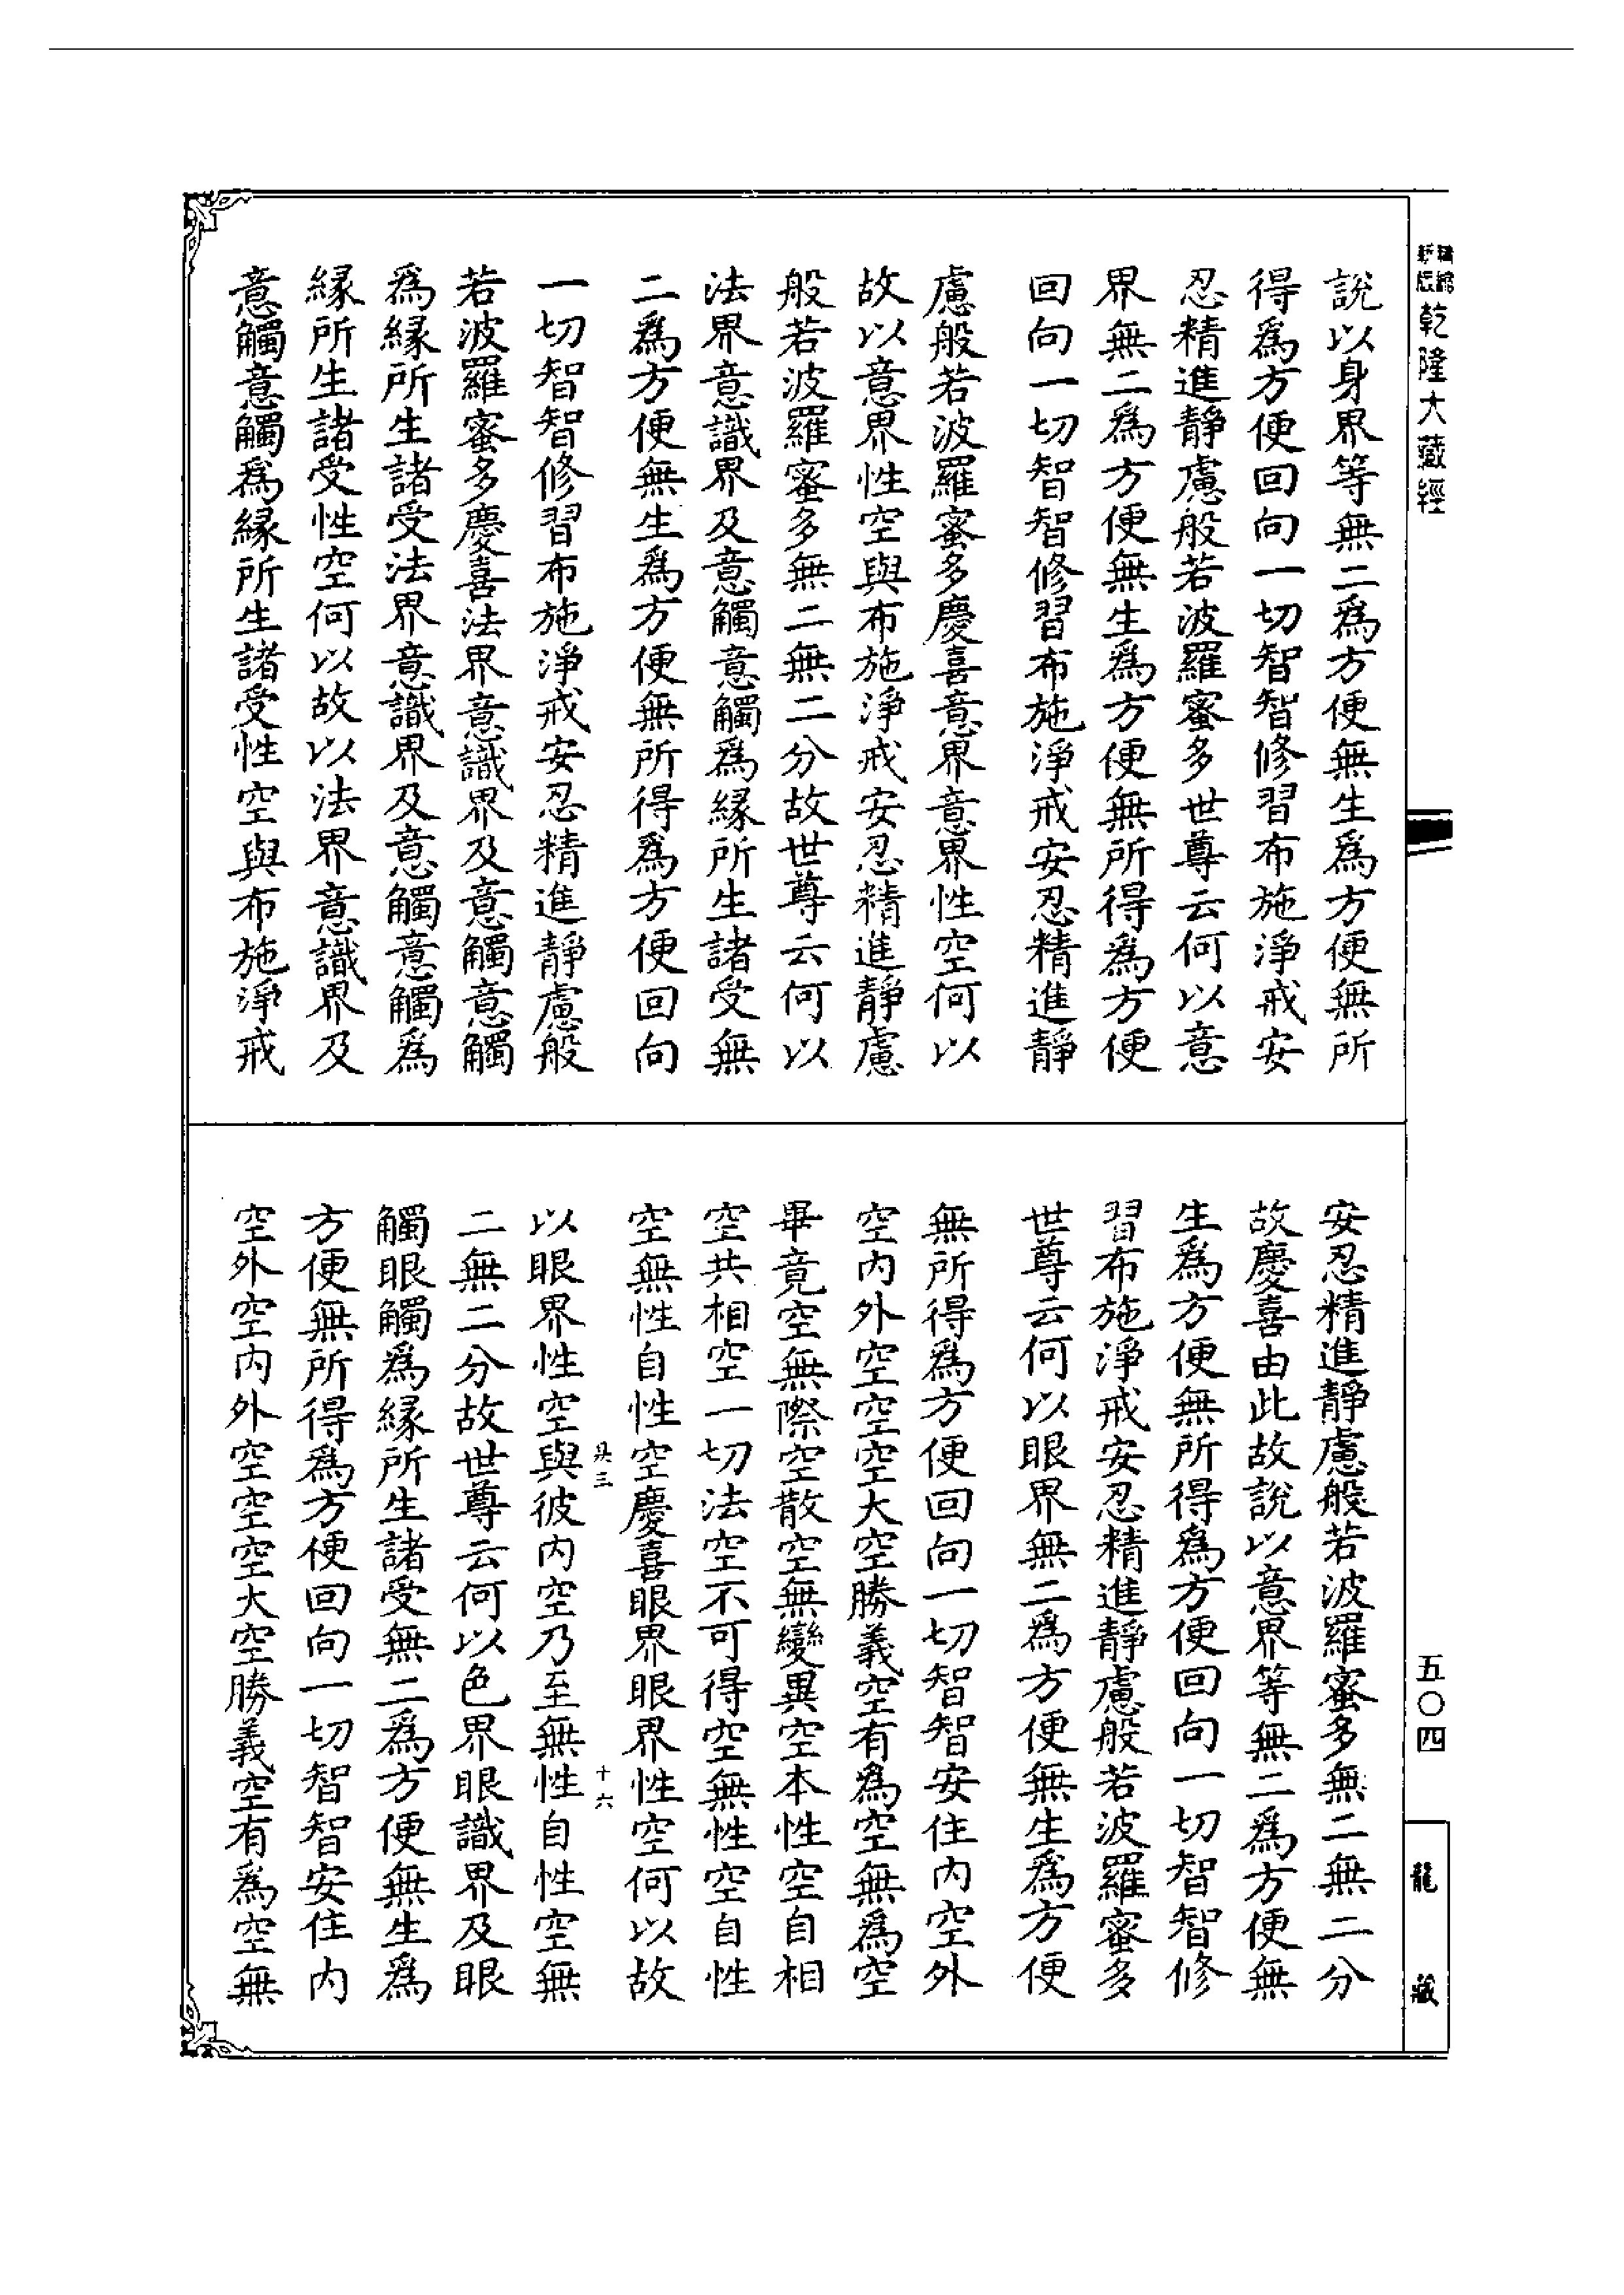 乾隆大藏經
說以身界等無二爲方便無生爲方便無所
得爲方便回向一切智智修習布施淨戒安
忍精進靜慮般若波羅蜜多世尊云何以意
界無二爲方便無生爲方便無所得爲方便
回向一切智智修習布施淨戒安忍精進靜
慮般若波羅蜜多慶喜意界意界性空何以
故以意界性空與布施淨戒安忍精進靜慮
般若波羅蜜多無二無二分故世尊云何以
法界意識界及意觸意觸爲緣所生諸受無
二爲方便無生爲方便無所得爲方便回向
一切智智修習布施淨戒安忍精進靜慮般
若波羅蜜多慶喜法界意識界及意觸意觸
爲緣所生諸受法界意識界及意觸意觸爲
緣所生諸受性空何以故以法界意識界及
意觸意觸爲緣所生諸受性空與布施淨戒
安忍精進靜慮般若波羅蜜多無二無二分
故慶喜由此故說以意界等無二爲方便無
生爲方便無所得爲方便回向一切智智修
習布施淨戒安忍精進靜慮般若波羅蜜多
世尊云何以眼界無二爲方便無生爲方便
無所得爲方便回向一切智智安住內空外
空內外空空空大空勝義空有爲空無爲空
畢竟空無際空散空無變異空本性空自相
空共相空一切法空不可得空無性空自性
空無性自性空慶喜眼界眼界性空何以故
以眼界性空與彼內空乃至無性自性空無
二無二分故世尊云何以色界眼識界及眼
觸眼觸爲緣所生諸受無二爲方便無生爲
方便無所得爲方便回向一切智智安住內
空外空內外空空空大空勝義空有爲空無
十六
五〇四
龍藏